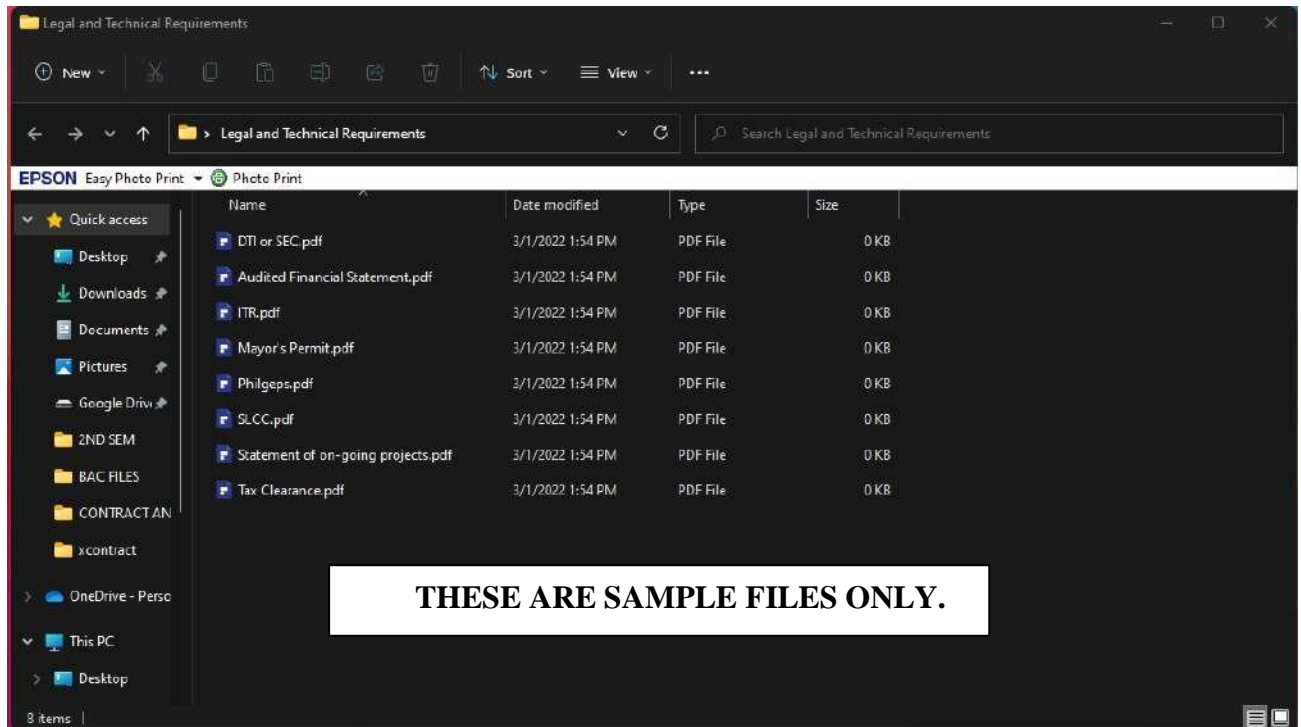 Legal and Technical Requirements
New
Sort
View
Legal and Technical Requirements
Search Legal and Technical Requirements
EPSON Easy Photo Print
Photo Print
Name Date modified Type Size
Quick access
Desktop
Downloads
Documents
Pictures
Google Driv
2ND SEM
BAC FILES
CONTRACT AN
xcontract
OneDrive - Perso
This PC
Desktop
DTI or SEC.pdf 3/1/2022 1:54 PM PDF File 0 KB
Audited Financial Statement.pdf 3/1/2022 1:54 PM PDF File 0 KB
ITR.pdf 3/1/2022 1:54 PM PDF File 0 KB
Mayor's Permit.pdf 3/1/2022 1:54 PM PDF File 0 KB
Philgeps.pdf 3/1/2022 1:54 PM PDF File 0 KB
SLCC.pdf 3/1/2022 1:54 PM PDF File 0 KB
Statement of on-going projects.pdf 3/1/2022 1:54 PM PDF File 0 KB
Tax Clearance.pdf 3/1/2022 1:54 PM PDF File 0 KB
THESE ARE SAMPLE FILES ONLY.
8 items